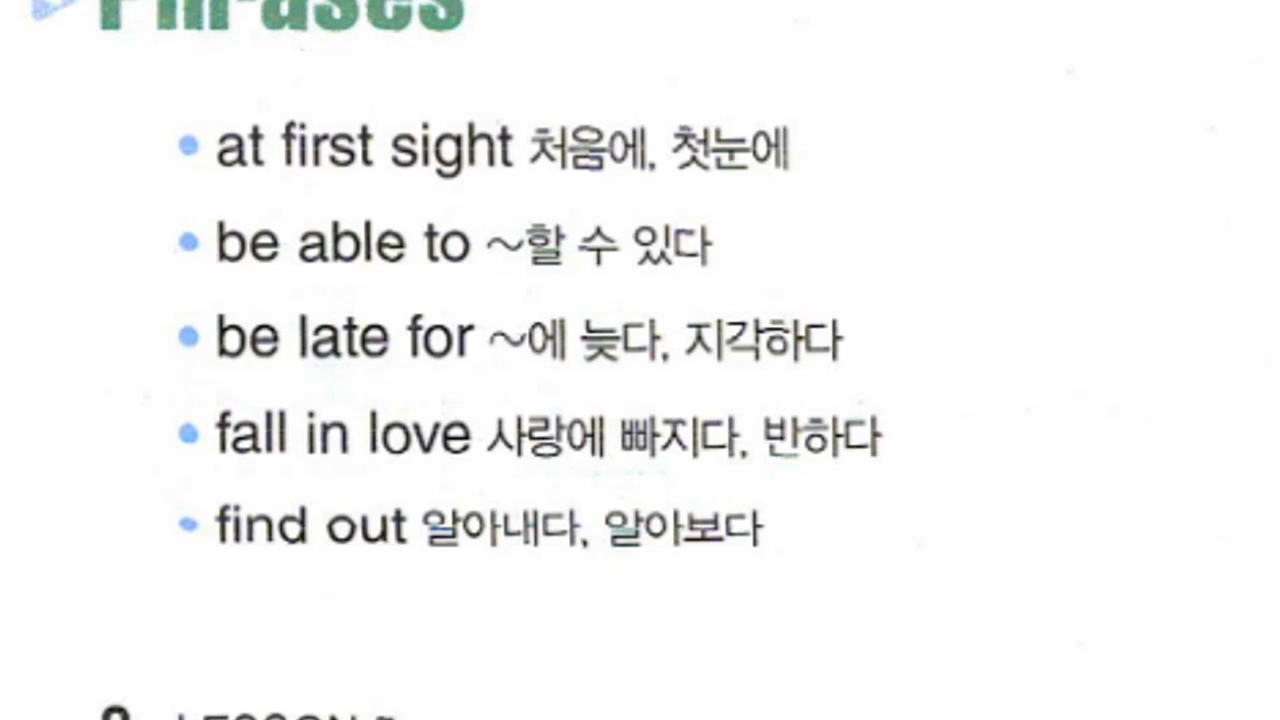 Phrases
• at first sight 처음에, 첫눈에
• be able to ~할 수 있다
• be late for ~에 늦다, 지각하다
• fall in love 사랑에 빠지다, 반하다
• find out 알아내다, 알아보다
LESSON